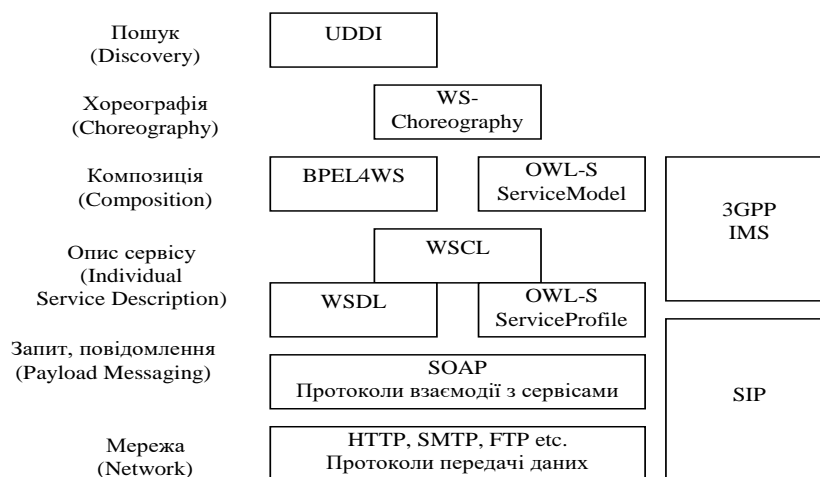 Пошук
(Discovery)
UDDI
Хореографія
(Choreography)
WS-
Choreography
Композиція
(Composition)
BPEL4WS
OWL-S
ServiceModel
3GPP
IMS
Опис сервісу
(Individual
Service Description)
WSCL
WSDL
OWL-S
ServiceProfile
Запит, повідомлення
(Payload Messaging)
SOAP
Протоколи взаємодії з сервісами
SIP
Мережа
(Network)
HTTP, SMTP, FTP etc.
Протоколи передачі даних